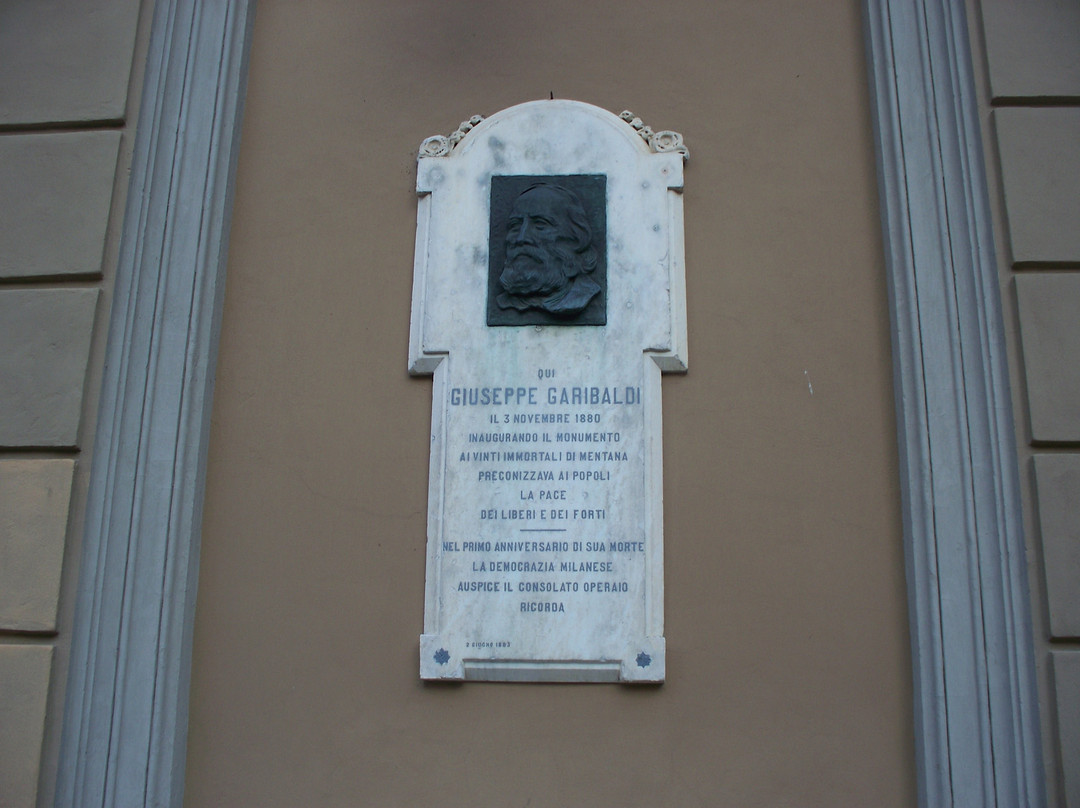 QUI
GIUSEPPE GARIBALDI
IL 3 NOVEMBRE 1880
INAUGURANDO IL MONUMENTO
AI VINTI IMMORTALI DI MENTANA
PRECONIZZAVA AI POPOLI
LA PACE
DEI LIBERI E DEI FORTI
NEL PRIMO ANNIVERSARIO DI SUA MORTE
LA DEMOCRAZIA MILANESE
AUSPICE IL CONSOLATO OPERAIO
RICORDA
GIUGNO 1883